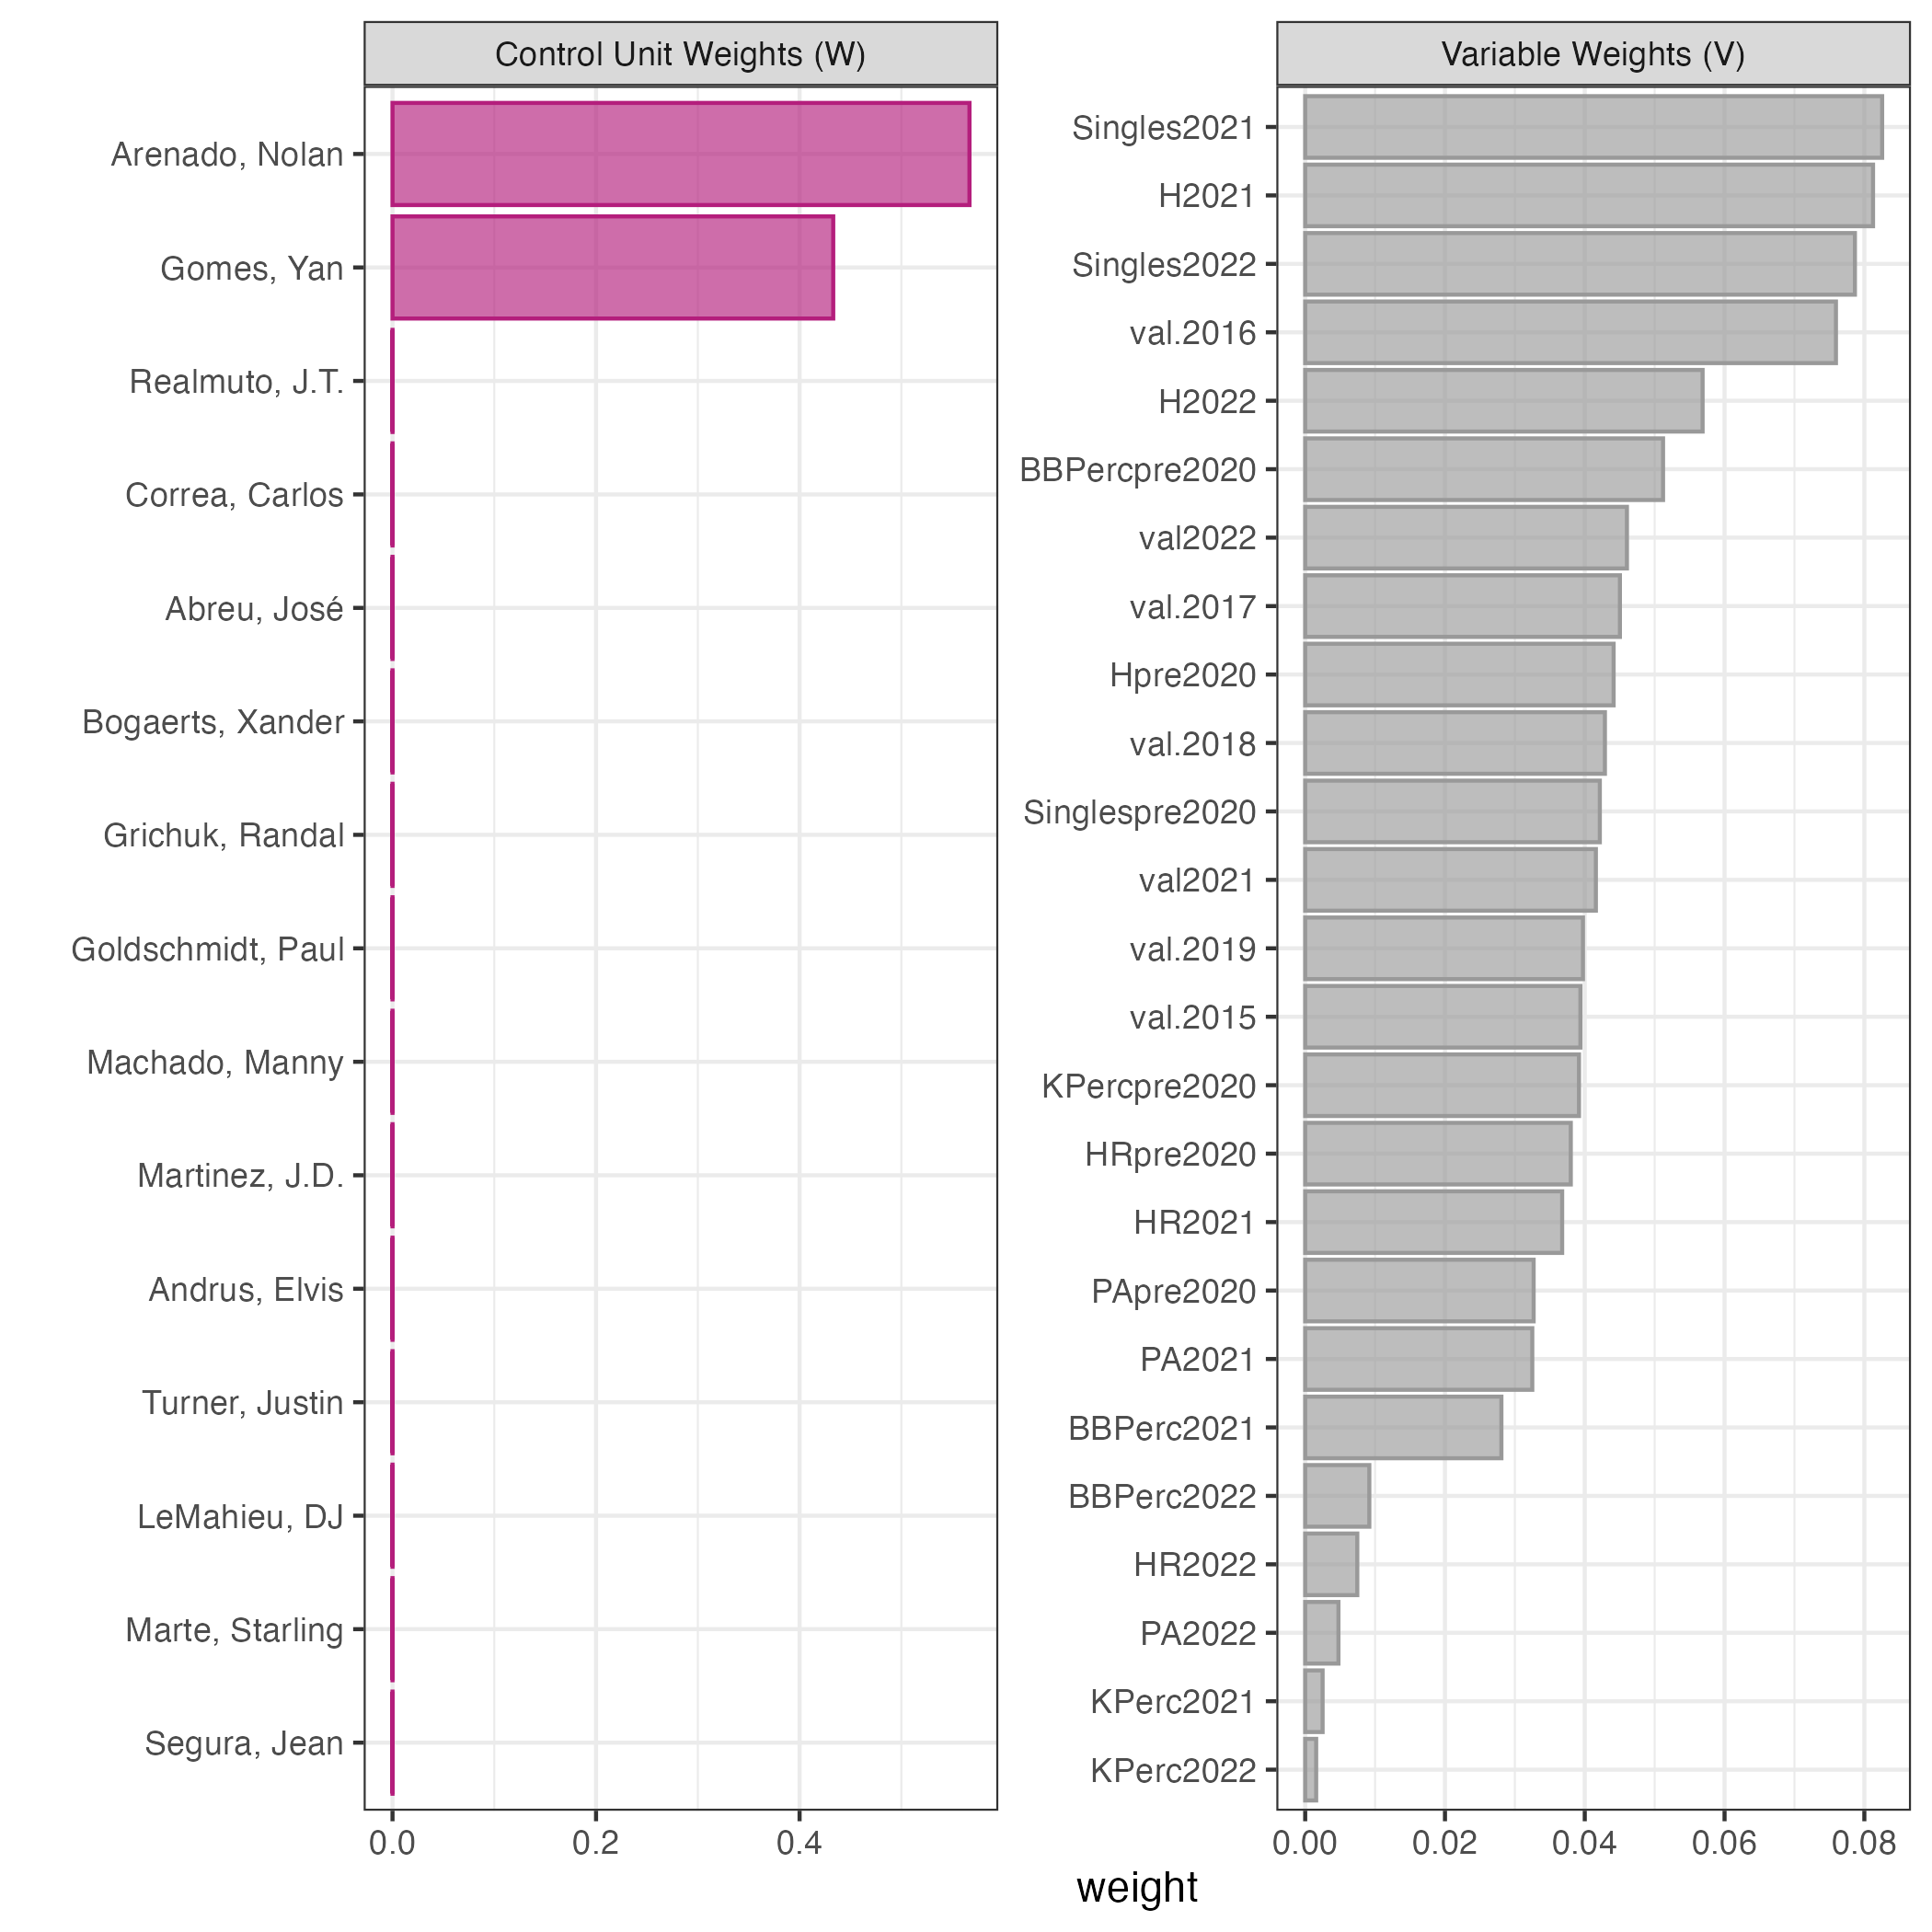 Control Unit Weights (W)
Arenado, Nolan
Gomes, Yan
Realmuto, J.T.
Correa, Carlos
Abreu, José
Bogaerts, Xander
Grichuk, Randal
Goldschmidt, Paul
Machado, Manny
Martinez, J.D.
Andrus, Elvis
Turner, Justin
LeMahieu, DJ
Marte, Starling
Segura, Jean
0.0 0.2 0.4
Variable Weights (V)
Singles2021
H2021
Singles2022
val.2016
H2022
BBPercpre2020
val2022
val.2017
Hpre2020
val.2018
Singlespre2020
val2021
val.2019
val.2015
KPercpre2020
HRpre2020
HR2021
PApre2020
PA2021
BBPerc2021
BBPerc2022
HR2022
PA2022
KPerc2021
KPerc2022
0.00 0.02 0.04 0.06 0.08
weight